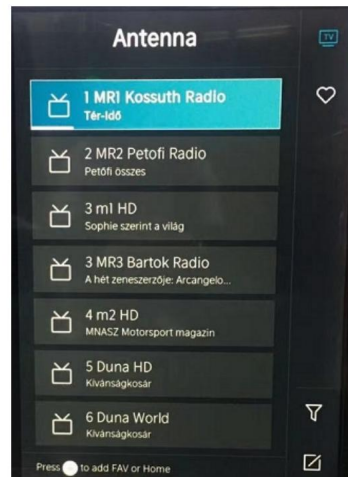 Antenna
TV
1 MR1 Kossuth Radio
Tér-Idő
2 MR2 Petofi Radio
Petőfi összes
3 m1 HD
Sophie szerint a világ
3 MR3 Bartok Radio
A hét zeneszerzője: Arcangelo...
4 m2 HD
MNASZ Motorsport magazin
5 Duna HD
Kívánságkosár
6 Duna World
Kívánságkosár
Press to add FAV or Home